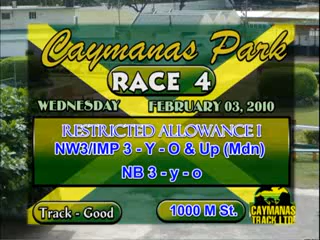 Caymanas Park
RACE 4
WEDNESDAY FEBRUARY 03, 2010
RESTRICTED ALLOWANCE I
NW3/IMP 3 - Y - O & Up (Mdn)
NB 3 - y - o
Track - Good
1000 M St.
CAYMANAS
TRACK LTD